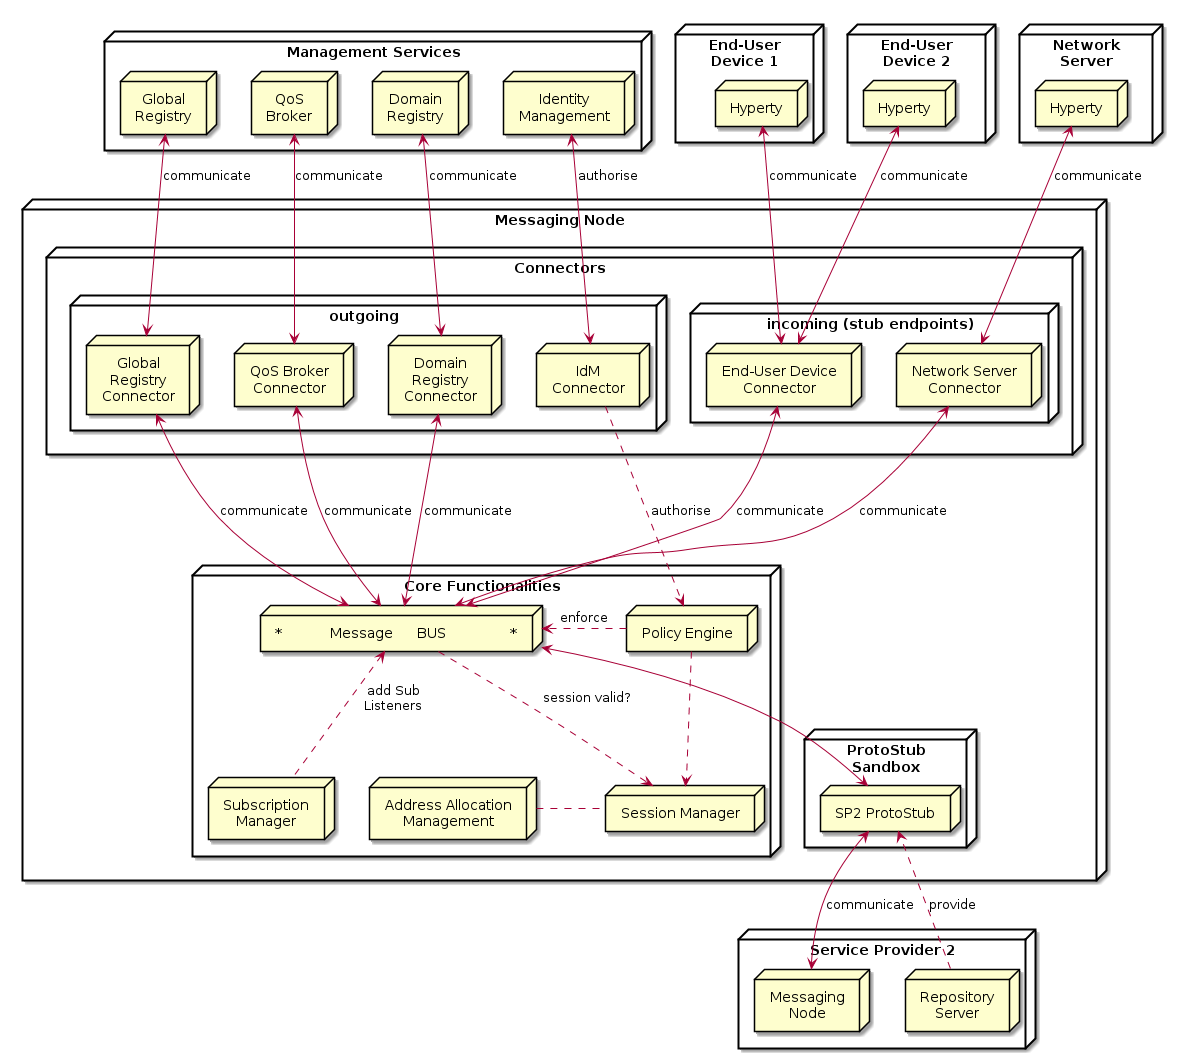 Management Services
Global
Registry
QoS
Broker
Domain
Registry
Identity
Management
End-User
Device 1
Hyperty
End-User
Device 2
Hyperty
Network
Server
Hyperty
communicate
communicate
communicate
authorise
communicate
communicate
communicate
Messaging Node
Connectors
outgoing
Global
Registry
Connector
QoS Broker
Connector
Domain
Registry
Connector
IdM
Connector
incoming (stub endpoints)
End-User Device
Connector
Network Server
Connector
communicate
communicate
communicate
authorise
communicate
communicate
Core Functionalities
* Message BUS *
enforce
Policy Engine
add Sub
Listeners
session valid?
Subscription
Manager
Address Allocation
Management
Session Manager
ProtoStub
Sandbox
SP2 ProtoStub
communicate
provide
Service Provider 2
Messaging
Node
Repository
Server